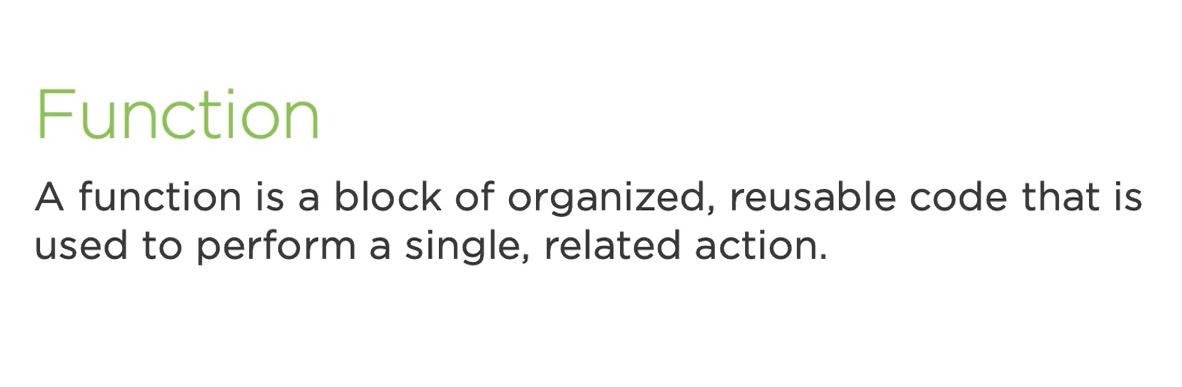 Function
A function is a block of organized, reusable code that is
used to perform a single, related action.